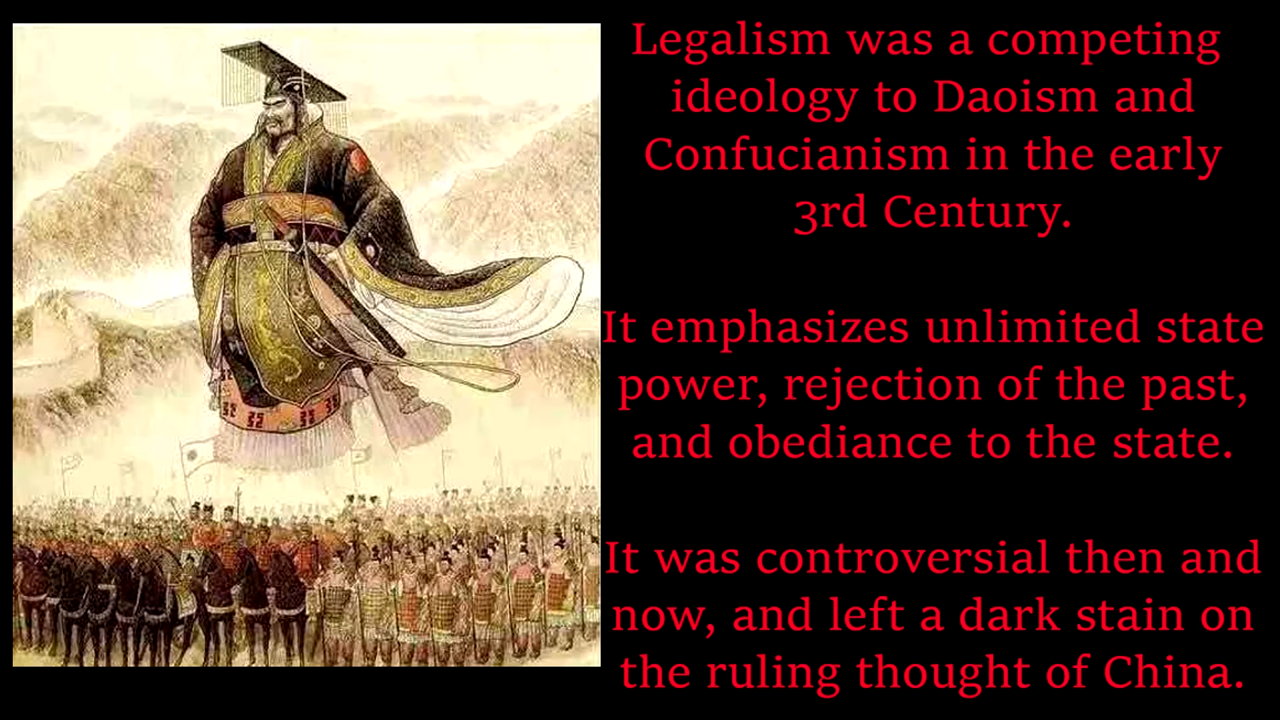 Legalism was a competing
ideology to Daoism and
Confucianism in the early
3rd Century.
It emphasizes unlimited state
power, rejection of the past,
and obediance to the state.
It was controversial then and
now, and left a dark stain on
the ruling thought of China.